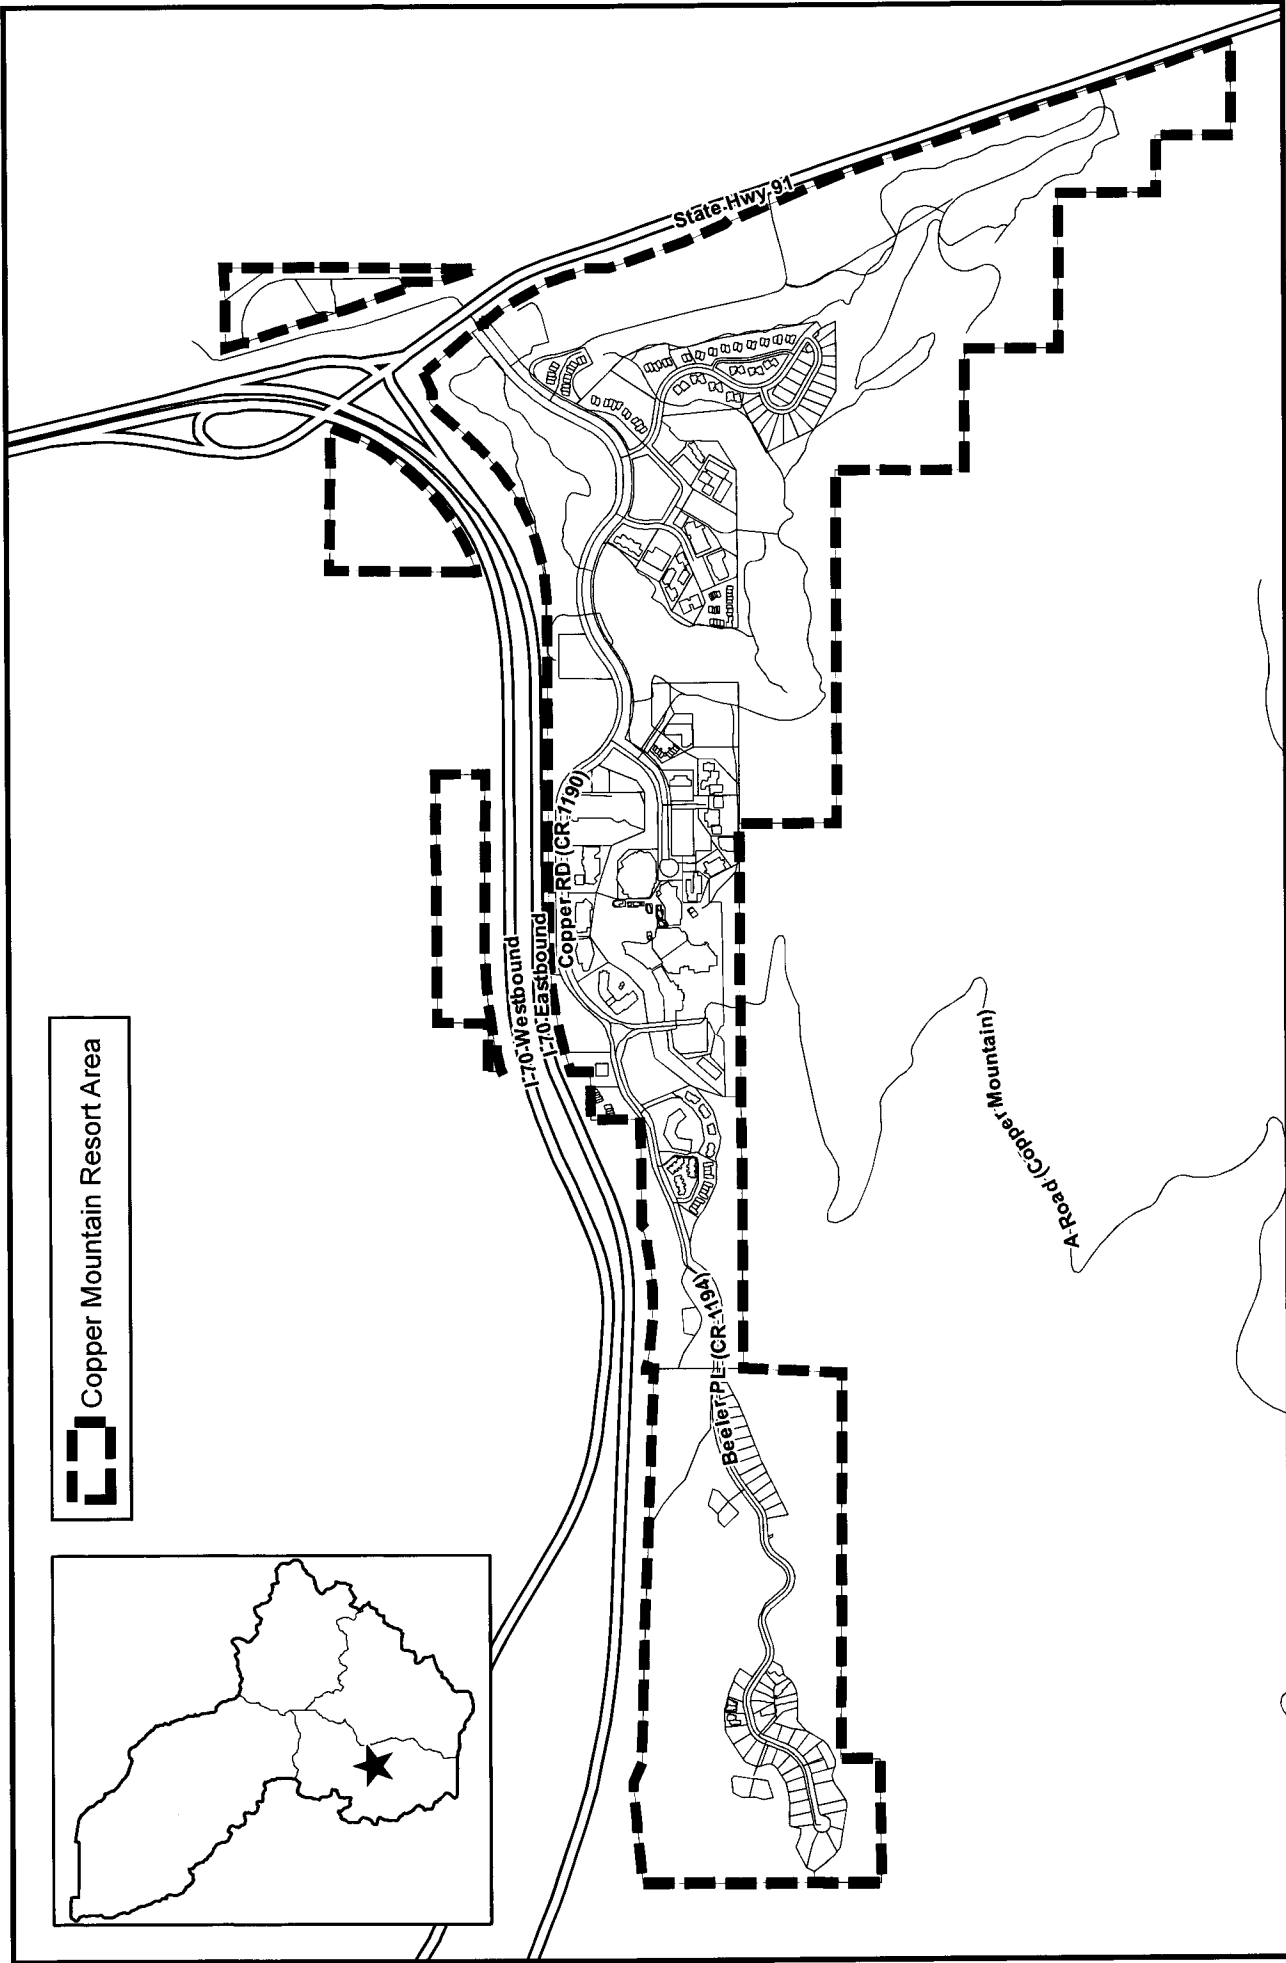 Copper Mountain Resort Area
State Hwy 91
I-70 Westbound
I-70 Eastbound
Copper RD (CR 1190)
Beeler PL (CR 1194)
A Road (Copper Mountain)